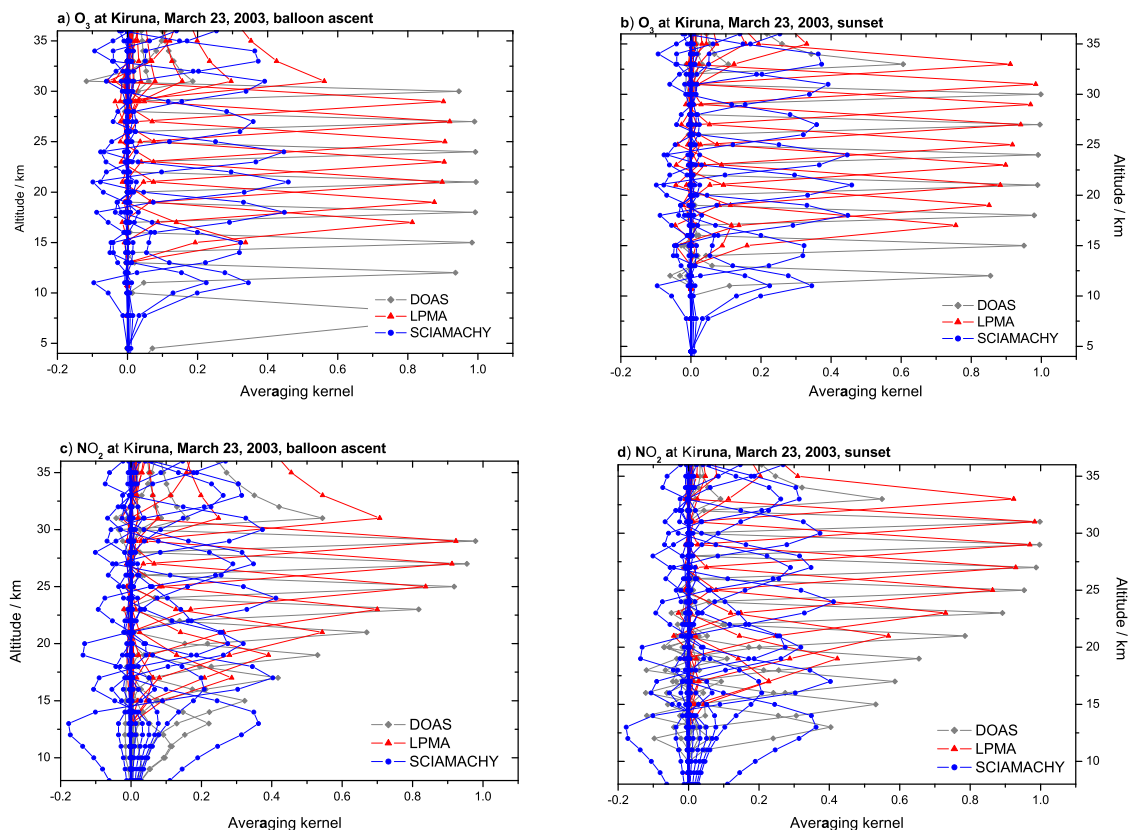 a) O3 at Kiruna, March 23, 2003, balloon ascent
35
30
25
20
15
10
5
Altitude / km
DOAS
LPMA
SCIAMACHY
-0.2 0.0 0.2 0.4 0.6 0.8 1.0
Averaging kernel
b) O3 at Kiruna, March 23, 2003, sunset
35
30
25
20
15
10
5
Altitude / km
DOAS
LPMA
SCIAMACHY
-0.2 0.0 0.2 0.4 0.6 0.8 1.0
Averaging kernel
c) NO2 at Kiruna, March 23, 2003, balloon ascent
35
30
25
20
15
10
Altitude / km
DOAS
LPMA
SCIAMACHY
-0.2 0.0 0.2 0.4 0.6 0.8 1.0
Averaging kernel
d) NO2 at Kiruna, March 23, 2003, sunset
35
30
25
20
15
10
Altitude / km
DOAS
LPMA
SCIAMACHY
-0.2 0.0 0.2 0.4 0.6 0.8 1.0
Averaging kernel